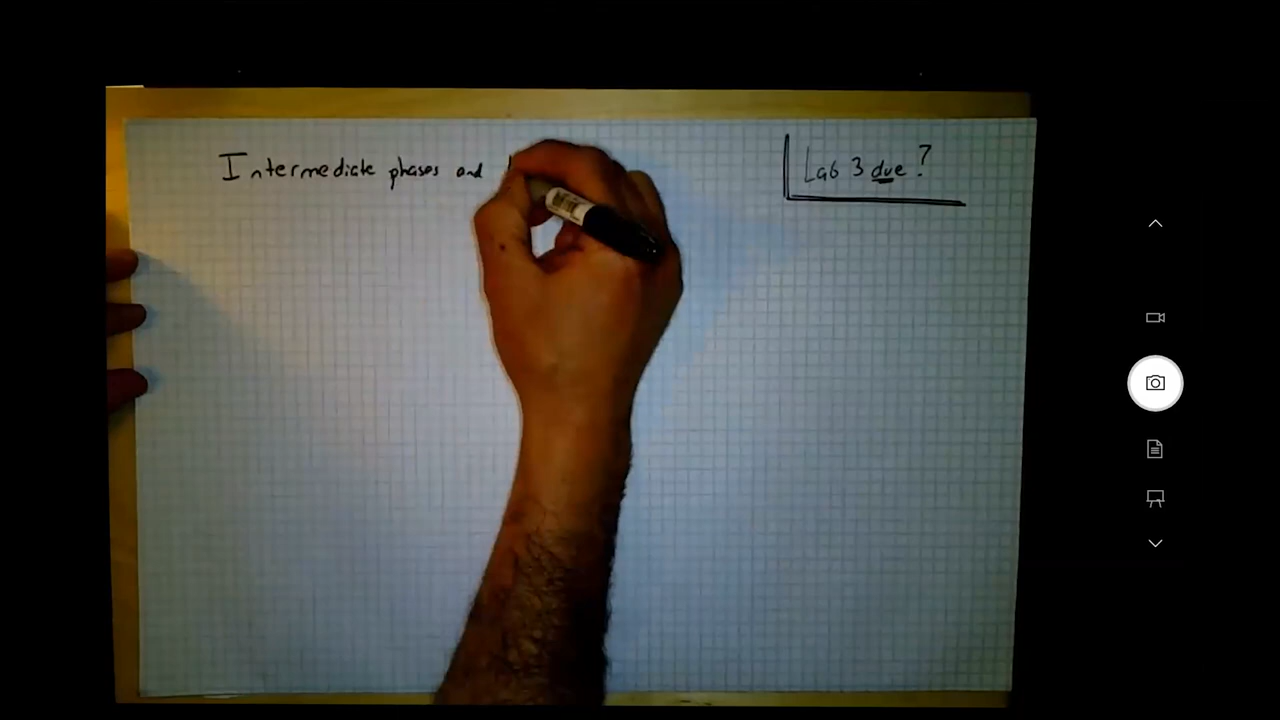 Intermediate phases and
Lab 3 due?